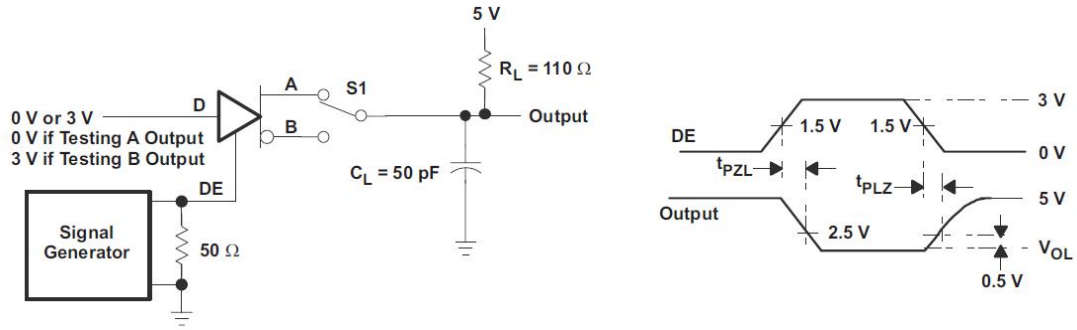 5 V
R_L = 110 Ω
A
S1
D
0 V or 3 V
0 V if Testing A Output
3 V if Testing B Output
B
Output
C_L = 50 pF
DE
Signal
Generator
50 Ω
3 V
1.5 V
1.5 V
DE
0 V
t_PZL
t_PLZ
5 V
Output
2.5 V
V_OL
0.5 V